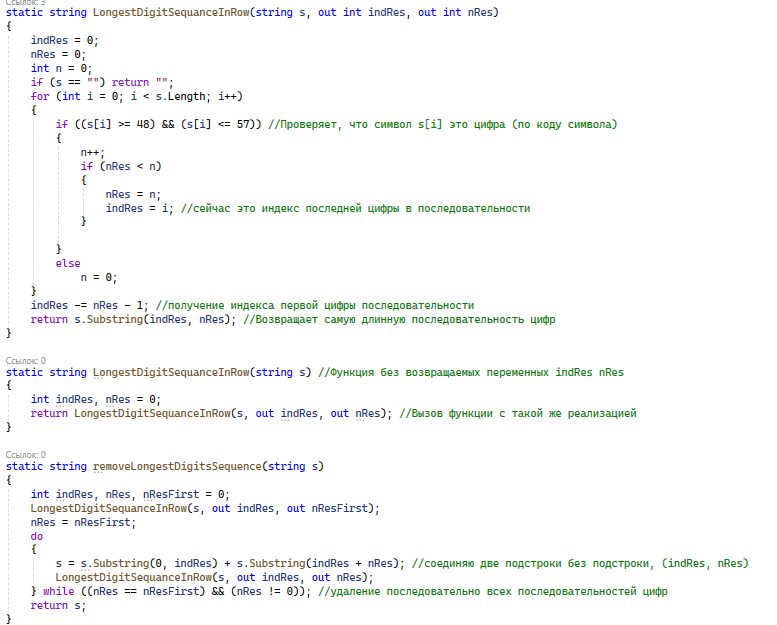 Ссылок: 3
static string LongestDigitSequanceInRow(string s, out int indRes, out int nRes)
{
indRes = 0;
nRes = 0;
int n = 0;
if (s == "") return "";
for (int i = 0; i < s.Length; i++)
{
if ((s[i] >= 48) && (s[i] <= 57)) //Проверяет, что символ s[i] это цифра (по коду символа)
{
n++;
if (nRes < n)
{
nRes = n;
indRes = i; //сейчас это индекс последней цифры в последовательности
}
}
else
n = 0;
}
indRes -= nRes - 1; //получение индекса первой цифры последовательности
return s.Substring(indRes, nRes); //Возвращает самую длинную последовательность цифр
}
Ссылок: 0
static string LongestDigitSequanceInRow(string s) //Функция без возвращаемых переменных indRes nRes
{
int indRes, nRes = 0;
return LongestDigitSequanceInRow(s, out indRes, out nRes); //Вызов функции с такой же реализацией
}
Ссылок: 0
static string removeLongestDigitsSequence(string s)
{
int indRes, nRes, nResFirst = 0;
LongestDigitSequanceInRow(s, out indRes, out nResFirst);
nRes = nResFirst;
do
{
s = s.Substring(0, indRes) + s.Substring(indRes + nRes); //соединяю две подстроки без подстроки, (indRes, nRes)
LongestDigitSequanceInRow(s, out indRes, out nRes);
} while ((nRes == nResFirst) && (nRes != 0)); //удаление последовательно всех последовательностей цифр
return s;
}